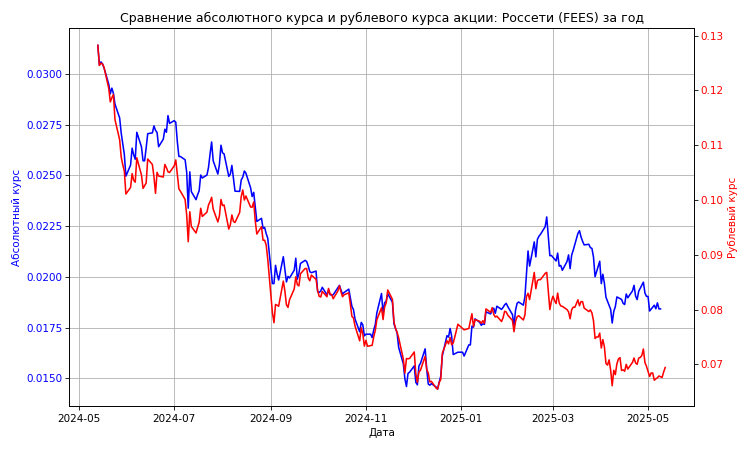 Сравнение абсолютного курса и рублевого курса акции: Россети (FEES) за год
Абсолютный курс
0.0300
0.0275
0.0250
0.0225
0.0200
0.0175
0.0150
0.13
0.12
0.11
0.10
0.09
0.08
0.07
Рублевый курс
2024-05 2024-07 2024-09 2024-11 2025-01 2025-03 2025-05
Дата